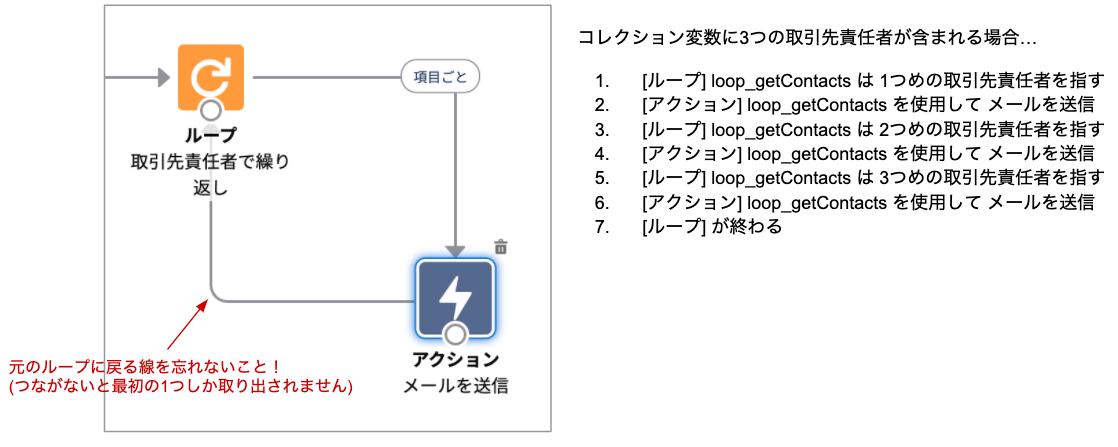 項目ごと
ループ
取引先責任者で繰り
返し
アクション
メールを送信
元のループに戻る線を忘れないこと！
(つながないと最初の1つしか取り出されません)
コレクション変数に3つの取引先責任者が含まれる場合…
1. [ループ] loop_getContacts は 1つめの取引先責任者を指す
2. [アクション] loop_getContacts を使用して メールを送信
3. [ループ] loop_getContacts は 2つめの取引先責任者を指す
4. [アクション] loop_getContacts を使用して メールを送信
5. [ループ] loop_getContacts は 3つめの取引先責任者を指す
6. [アクション] loop_getContacts を使用して メールを送信
7. [ループ] が終わる